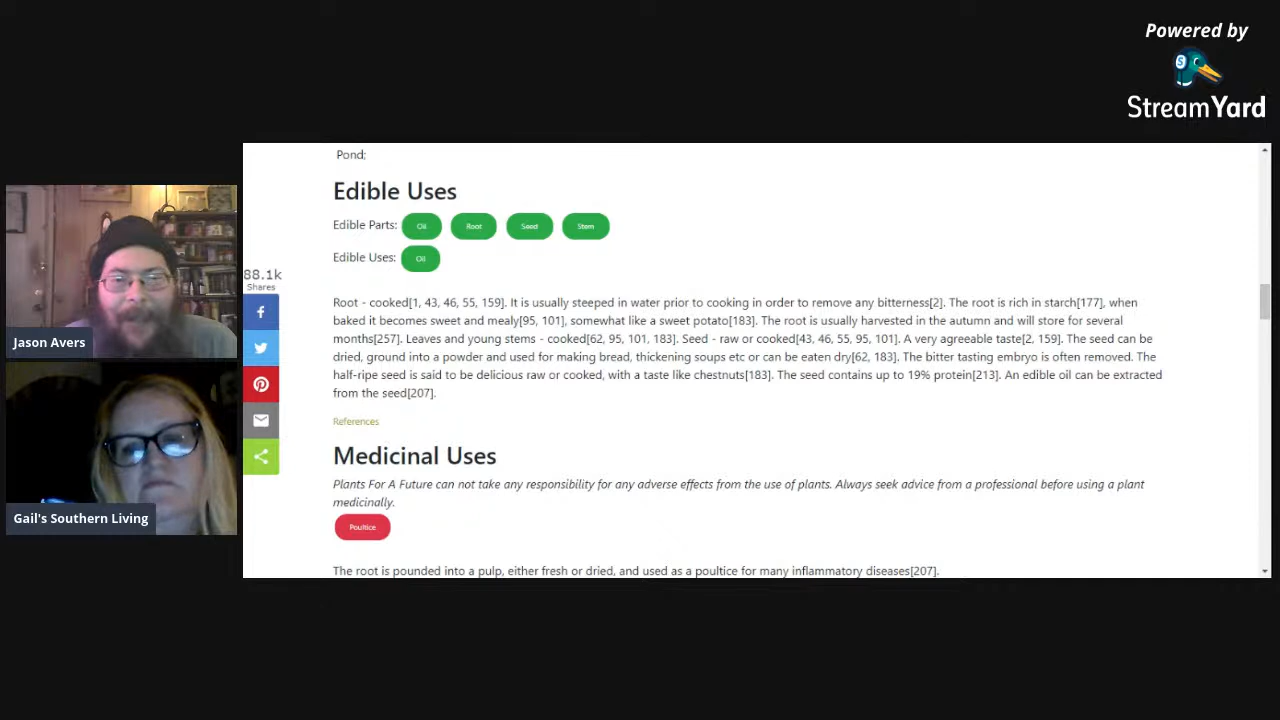 Powered by
StreamYard
Pond;
Edible Uses
Edible Parts: Oil Root Seed Stem
Edible Uses: Oil
88.1k
Shares
Root - cooked[1, 43, 46, 55, 159]. It is usually steeped in water prior to cooking in order to remove any bitterness[2]. The root is rich in starch[177], when
baked it becomes sweet and mealy[95, 101], somewhat like a sweet potato[183]. The root is usually harvested in the autumn and will store for several
months[257]. Leaves and young stems - cooked[62, 95, 101, 183]. Seed - raw or cooked[43, 46, 55, 95, 101]. A very agreeable taste[2, 159]. The seed can be
dried, ground into a powder and used for making bread, thickening soups etc or can be eaten dry[62, 183]. The bitter tasting embryo is often removed. The
half-ripe seed is said to be delicious raw or cooked, with a taste like chestnuts[183]. The seed contains up to 19% protein[213]. An edible oil can be extracted
from the seed[207].
References
Medicinal Uses
Plants For A Future can not take any responsibility for any adverse effects from the use of plants. Always seek advice from a professional before using a plant
medicinally.
Poultice
The root is pounded into a pulp, either fresh or dried, and used as a poultice for many inflammatory diseases[207].
Jason Avers
Gail's Southern Living